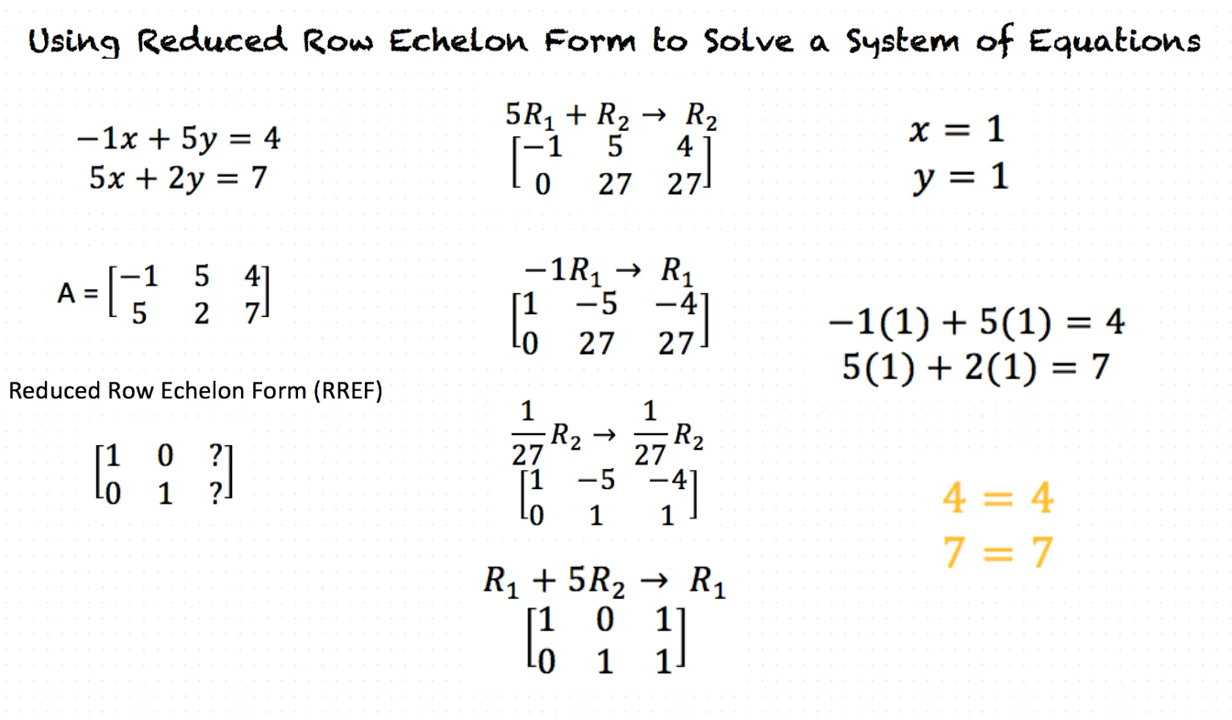 Using Reduced Row Echelon Form to Solve a System of Equations
−1x + 5y = 4
5x + 2y = 7
A = [−1 5 4]
[5 2 7]
Reduced Row Echelon Form (RREF)
[1 0 ?]
[0 1 ?]
5R₁ + R₂ → R₂
[−1 5 4]
[0 27 27]
−1R₁ → R₁
[1 −5 −4]
[0 27 27]
1/27 R₂ → 1/27 R₂
[1 −5 −4]
[0 1 1]
R₁ + 5R₂ → R₁
[1 0 1]
[0 1 1]
x = 1
y = 1
−1(1) + 5(1) = 4
5(1) + 2(1) = 7
4 = 4
7 = 7